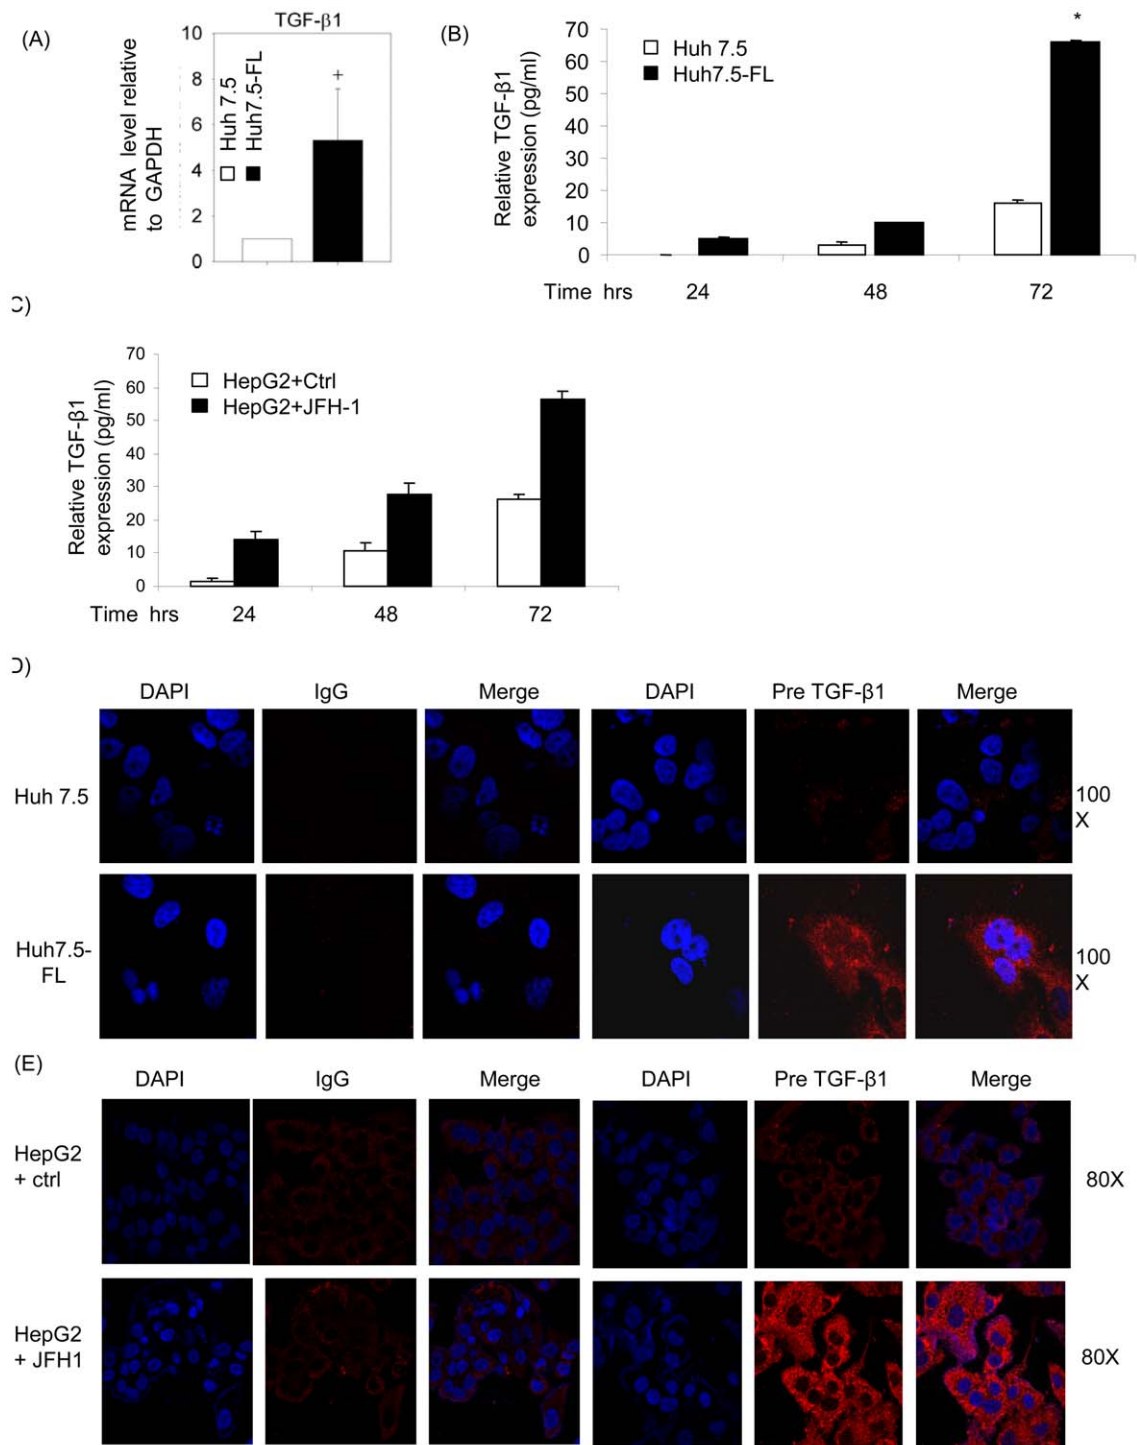 (A)
TGF-β1
mRNA level relative
to GAPDH
10
8
6
4
2
0
Huh 7.5
Huh7.5-FL
+
(B)
Relative TGF-β1
expression (pg/ml)
70
60
50
40
30
20
10
0
Huh 7.5
Huh7.5-FL
*
Time hrs 24 48 72
C)
Relative TGF-β1
expression (pg/ml)
70
60
50
40
30
20
10
0
HepG2+Ctrl
HepG2+JFH-1
Time hrs 24 48 72
D)
DAPI IgG Merge DAPI Pre TGF-β1 Merge
Huh 7.5
100
X
Huh7.5-
FL
100
X
(E)
DAPI IgG Merge DAPI Pre TGF-β1 Merge
HepG2
+ ctrl
80X
HepG2
+ JFH1
80X